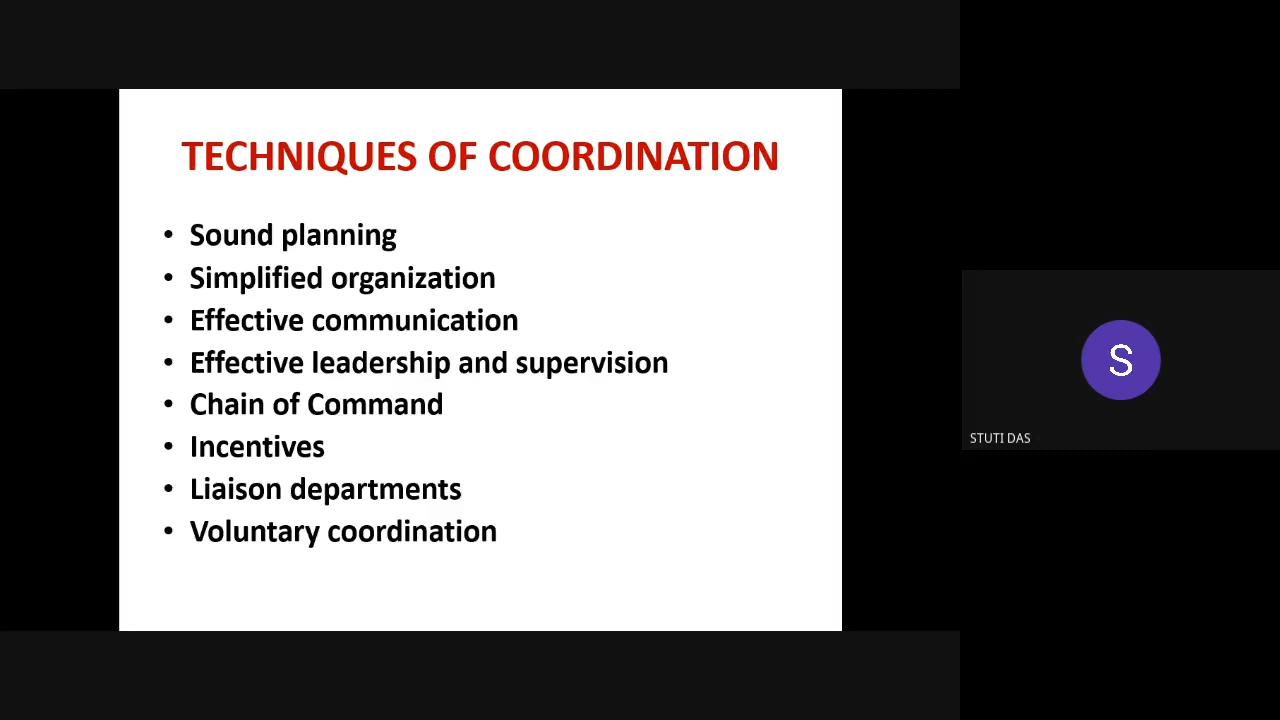 TECHNIQUES OF COORDINATION
• Sound planning
• Simplified organization
• Effective communication
• Effective leadership and supervision
• Chain of Command
• Incentives
• Liaison departments
• Voluntary coordination
S
STUTI DAS